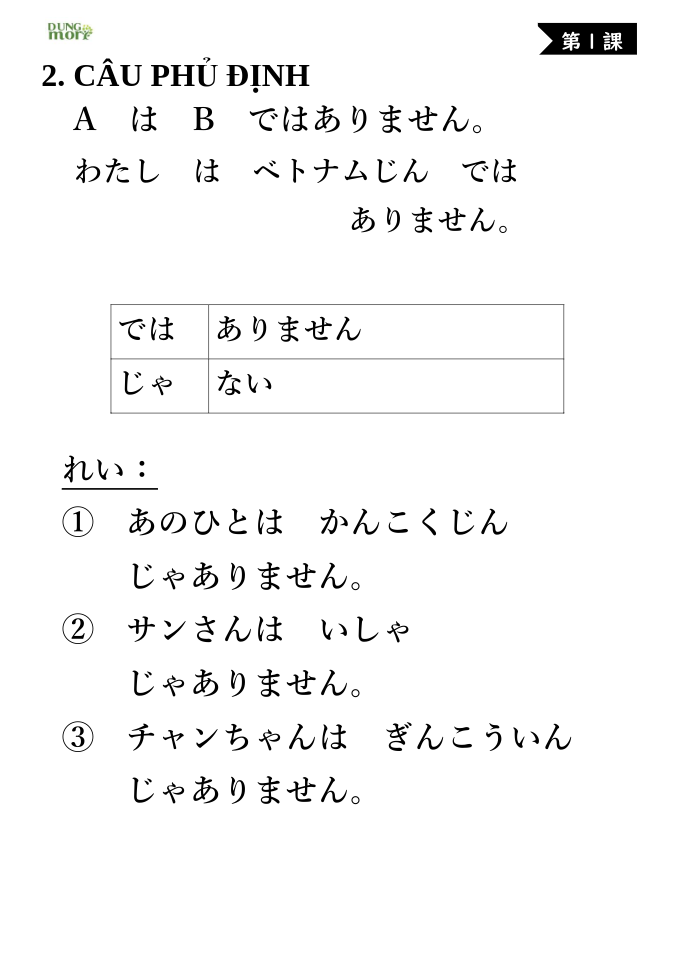 DUNG
mori
第1課
2. CÂU PHỦ ĐỊNH
A　は　B　ではありません。
わたし　は　ベトナムじん　では
ありません。
では　ありません
じゃ　ない
れい：
①　あのひとは　かんこくじん
じゃありません。
②　サンさんは　いしゃ
じゃありません。
③　チャンちゃんは　ぎんこういん
じゃありません。